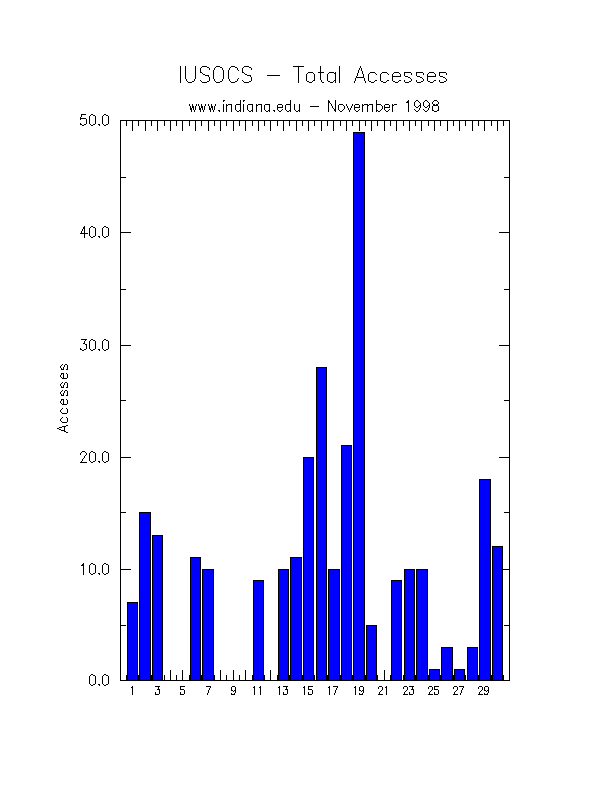 IUSOCS – Total Accesses
www.indiana.edu – November 1998
50.0
40.0
30.0
20.0
10.0
0.0
Accesses
1 3 5 7 9 11 13 15 17 19 21 23 25 27 29